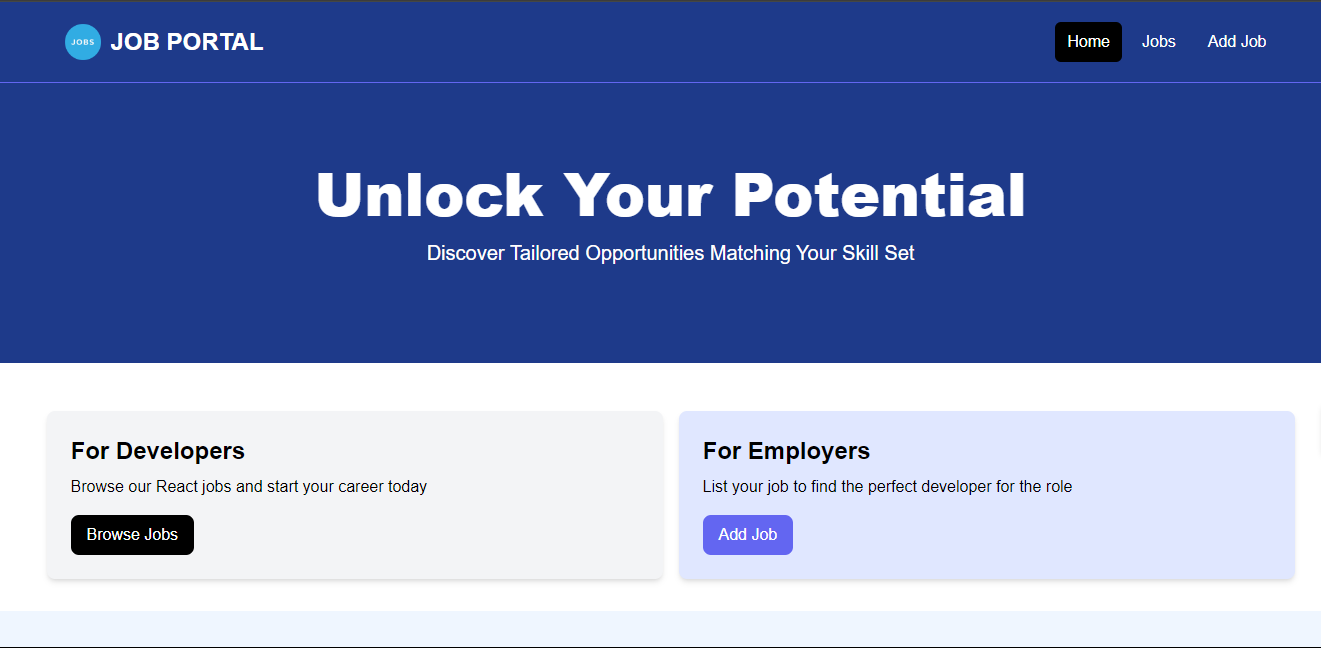 JOBS JOB PORTAL Home Jobs Add Job
Unlock Your Potential
Discover Tailored Opportunities Matching Your Skill Set
For Developers
Browse our React jobs and start your career today
Browse Jobs
For Employers
List your job to find the perfect developer for the role
Add Job